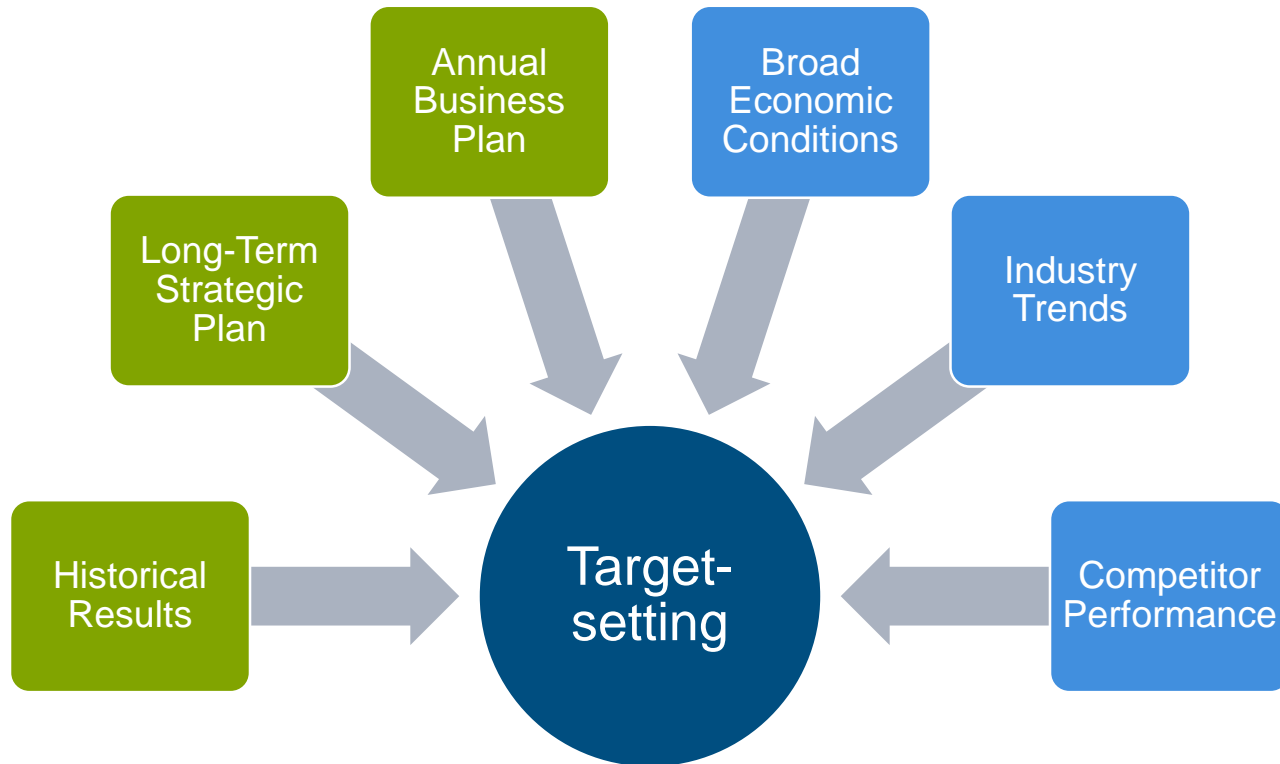 Annual
Business
Plan
Broad
Economic
Conditions
Long-Term
Strategic
Plan
Industry
Trends
Historical
Results
Target-
setting
Competitor
Performance